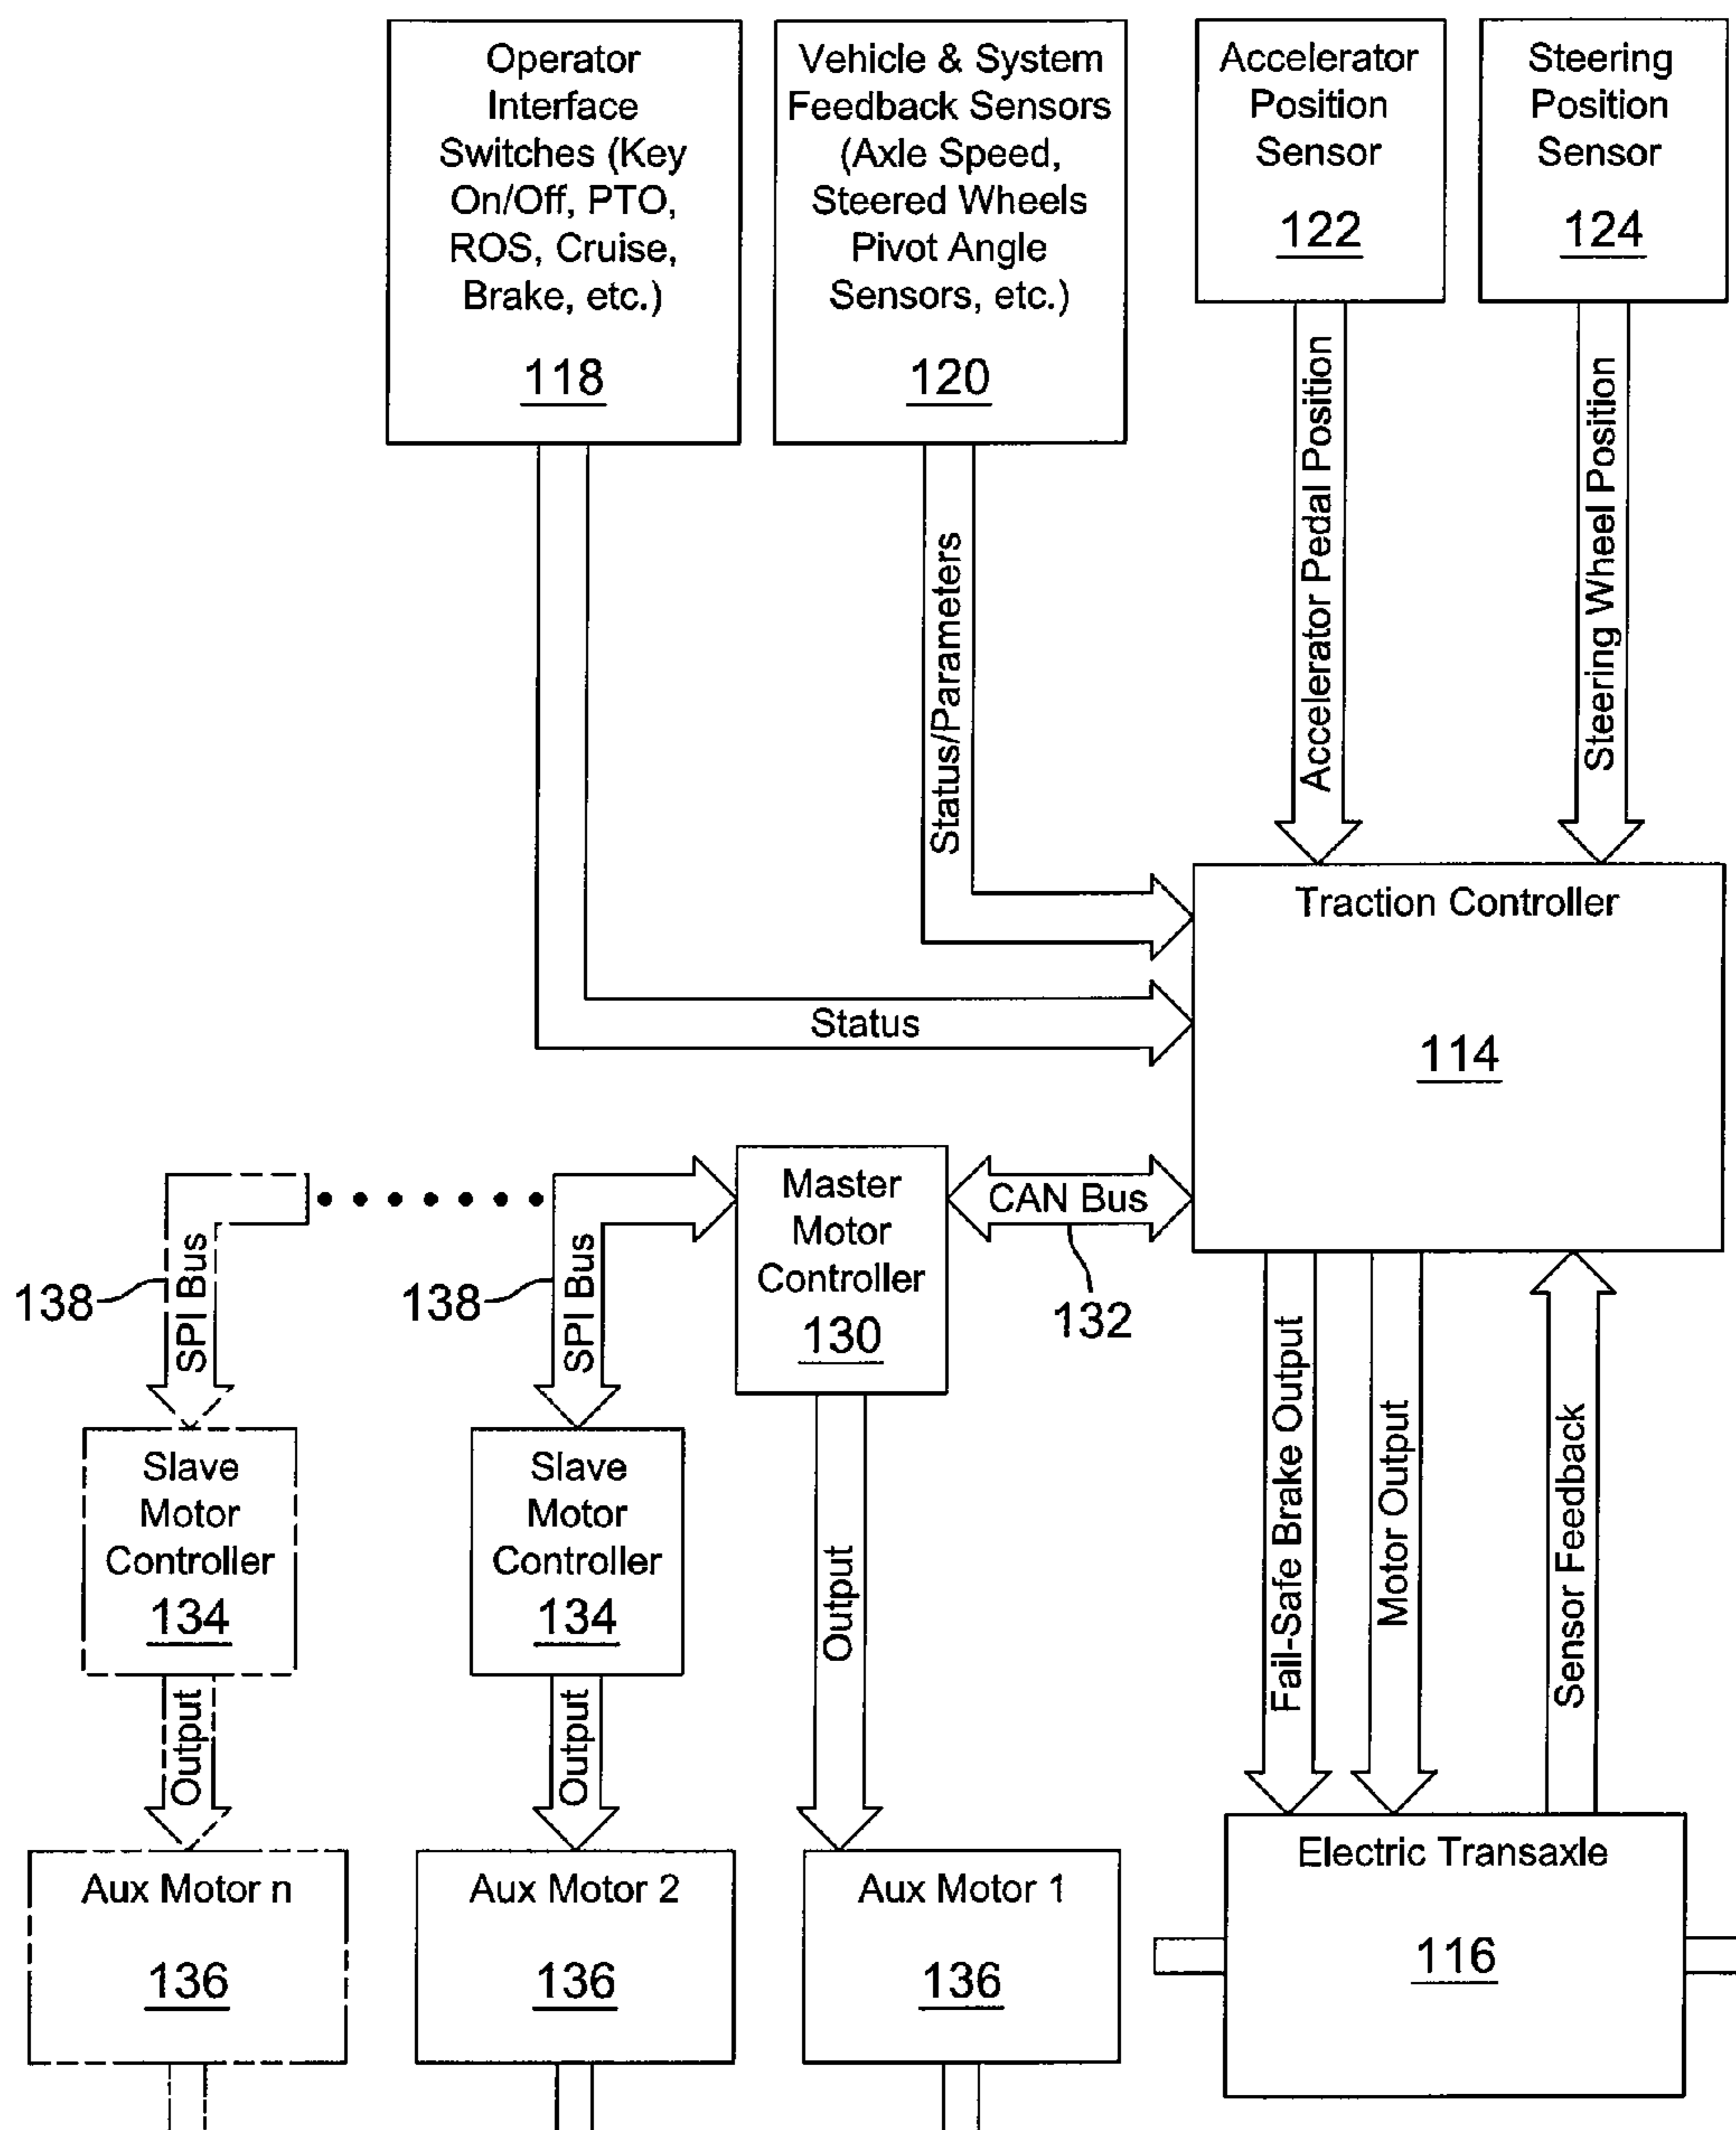 Operator
Interface
Switches (Key
On/Off, PTO,
ROS, Cruise,
Brake, etc.)
118
Vehicle & System
Feedback Sensors
(Axle Speed,
Steered Wheels
Pivot Angle
Sensors, etc.)
120
Accelerator
Position
Sensor
122
Steering
Position
Sensor
124
Status/Parameters
Accelerator Pedal Position
Steering Wheel Position
Status
Traction Controller
114
138
SPI Bus
138
SPI Bus
Master
Motor
Controller
130
CAN Bus
132
Slave
Motor
Controller
134
Slave
Motor
Controller
134
Output
Output
Output
Fail-Safe Brake Output
Motor Output
Sensor Feedback
Aux Motor n
136
Aux Motor 2
136
Aux Motor 1
136
Electric Transaxle
116